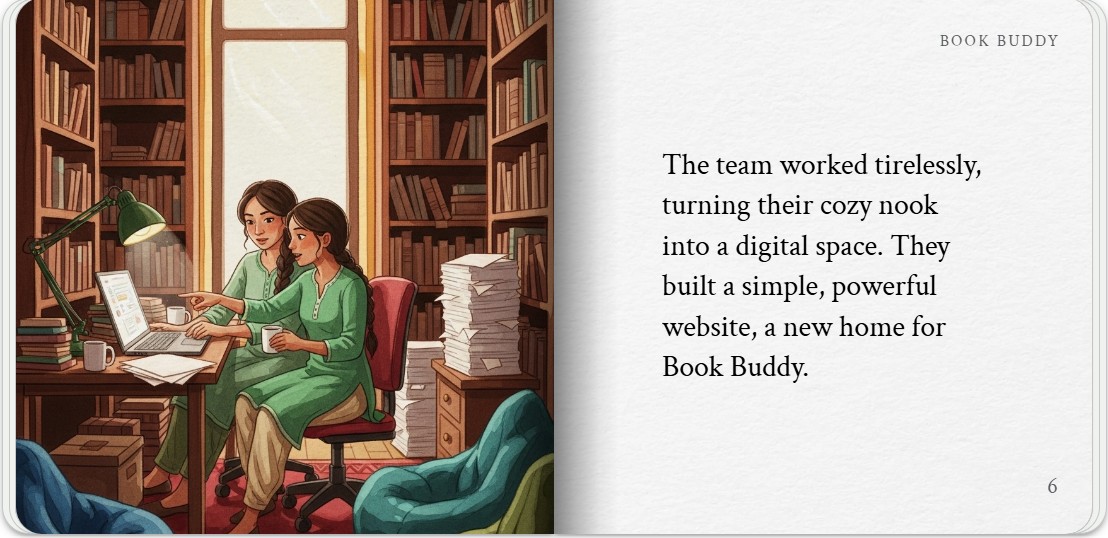 BOOK BUDDY
The team worked tirelessly,
turning their cozy nook
into a digital space. They
built a simple, powerful
website, a new home for
Book Buddy.
6